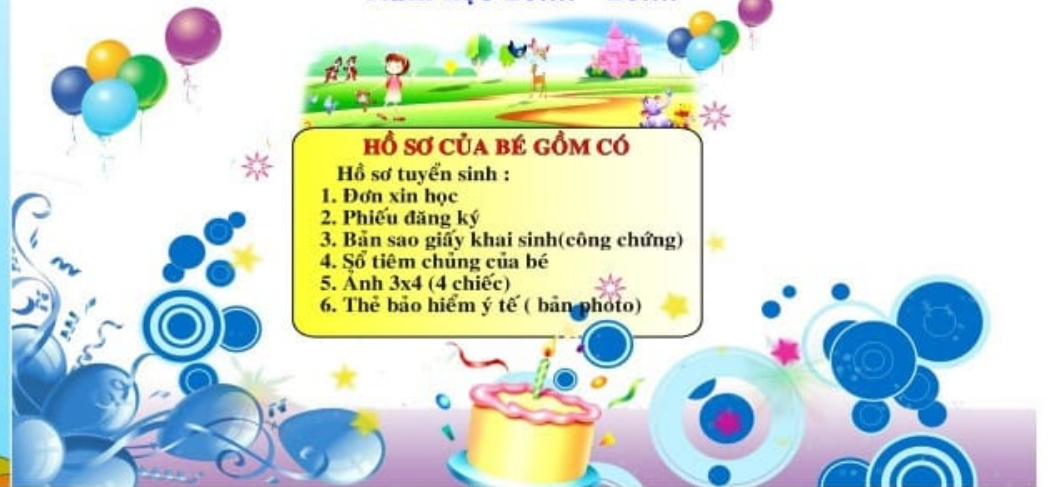 HỒ SƠ CỦA BÉ GỒM CÓ
Hồ sơ tuyển sinh :
1. Đơn xin học
2. Phiếu đăng ký
3. Bản sao giấy khai sinh(công chứng)
4. Sổ tiêm chủng của bé
5. Ảnh 3x4 (4 chiếc)
6. Thẻ bảo hiểm ý tế ( bản photo)